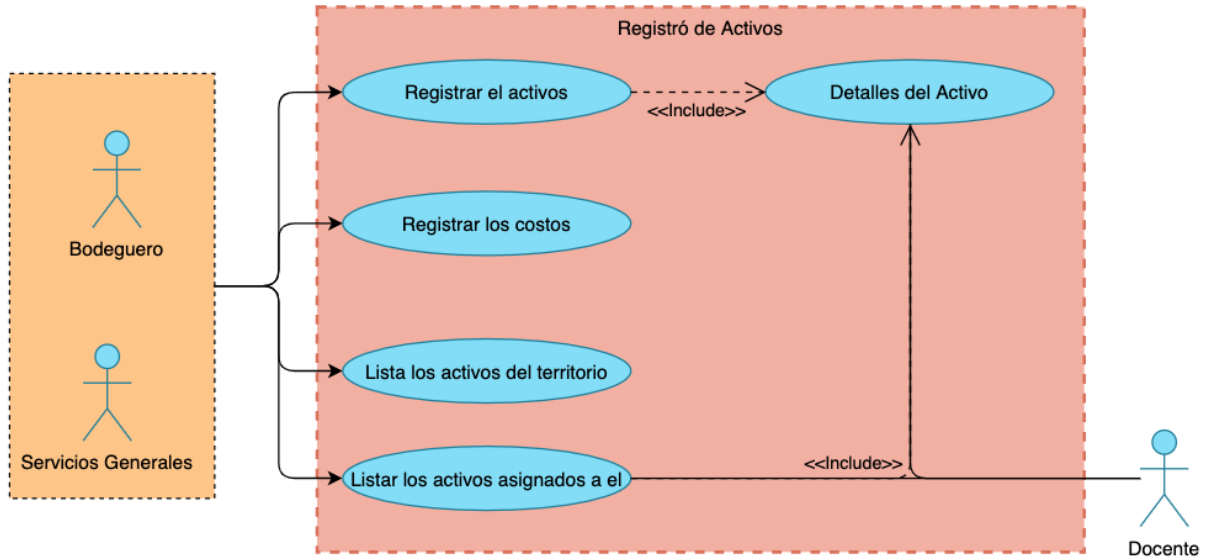 Registró de Activos
Registrar el activos
<<Include>>
Detalles del Activo
Bodeguero
Registrar los costos
Lista los activos del territorio
Servicios Generales
Listar los activos asignados a el
<<Include>>
Docente